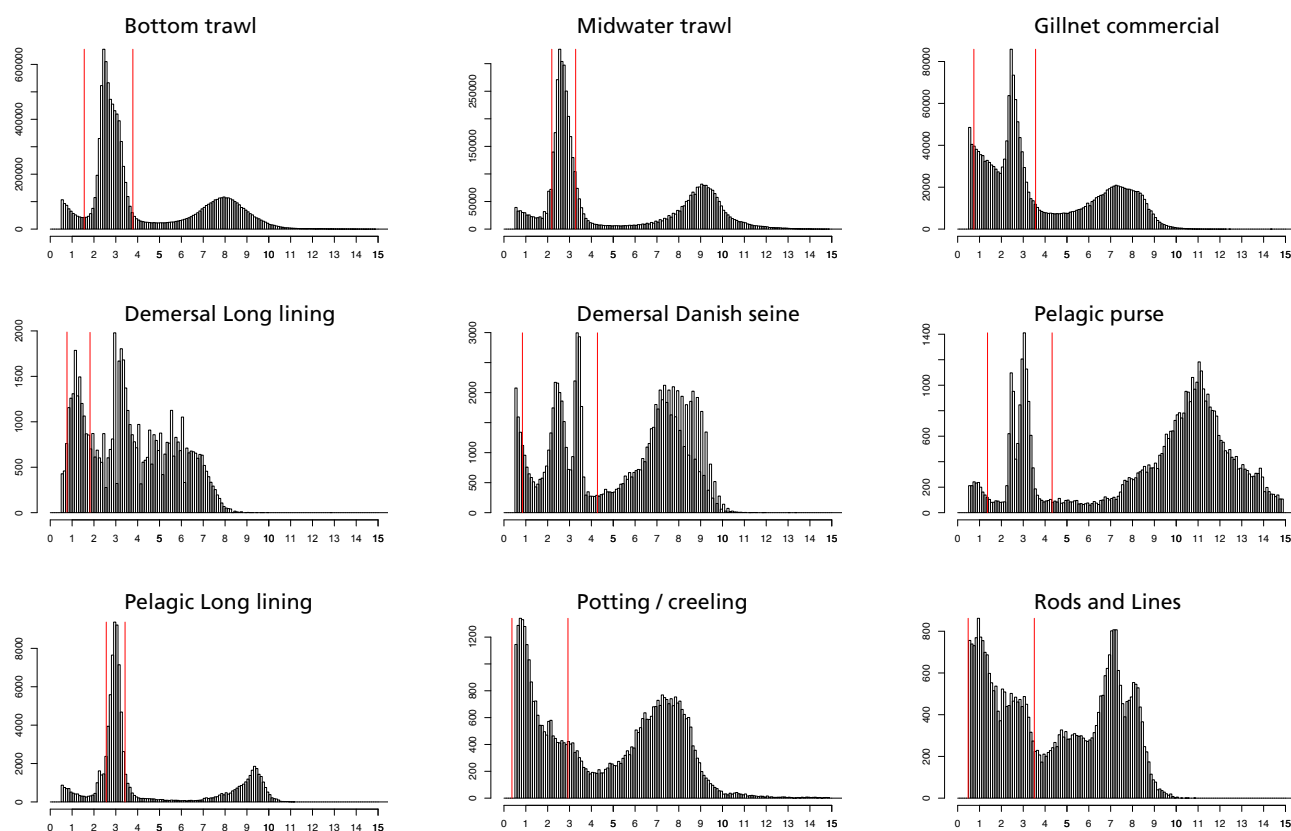 Bottom trawl
Midwater trawl
Gillnet commercial
0 100000 200000 300000 400000 600000
0 50000 150000 250000
0 20000 40000 60000 80000
0 1 2 3 4 5 6 7 8 9 10 11 12 13 14 15
0 1 2 3 4 5 6 7 8 9 10 11 12 13 14 15
0 1 2 3 4 5 6 7 8 9 10 11 12 13 14 15
Demersal Long lining
Demersal Danish seine
Pelagic purse
0 500 1000 1500 2000
0 500 1000 2000 3000
0 200 600 1000 1400
0 1 2 3 4 5 6 7 8 9 10 11 12 13 14 15
0 1 2 3 4 5 6 7 8 9 10 11 12 13 14 15
0 1 2 3 4 5 6 7 8 9 10 11 12 13 14 15
Pelagic Long lining
Potting / creeling
Rods and Lines
0 2000 4000 6000 8000
0 200 400 800 1200
0 200 400 600 800
0 1 2 3 4 5 6 7 8 9 10 11 12 13 14 15
0 1 2 3 4 5 6 7 8 9 10 11 12 13 14 15
0 1 2 3 4 5 6 7 8 9 10 11 12 13 14 15